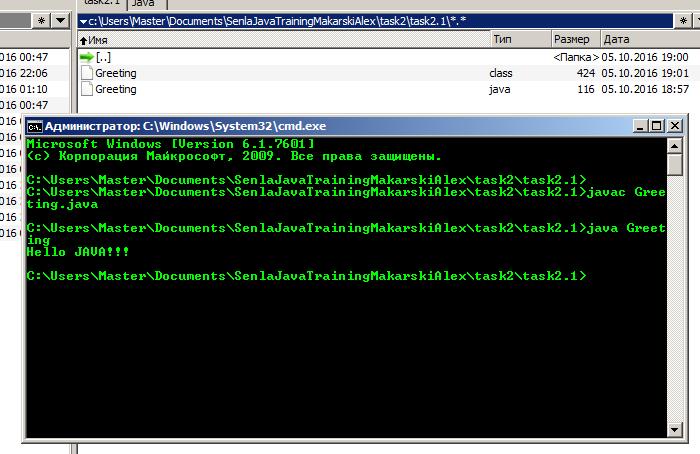 task2.1 Java
c:\Users\Master\Documents\SenlaJavaTrainingMakarskiAlex\task2\task2.1\*.*
Имя Тип Размер Дата
[..] <Папка> 05.10.2016 19:00
Greeting class 424 05.10.2016 19:01
Greeting java 116 05.10.2016 18:57
016 00:47
016 22:06
016 01:10
016 00:47
Администратор: C:\Windows\System32\cmd.exe
Microsoft Windows [Version 6.1.7601]
(c) Корпорация Майкрософт, 2009. Все права защищены.
C:\Users\Master\Documents\SenlaJavaTrainingMakarskiAlex\task2\task2.1>
C:\Users\Master\Documents\SenlaJavaTrainingMakarskiAlex\task2\task2.1>javac Gree
ting.java
C:\Users\Master\Documents\SenlaJavaTrainingMakarskiAlex\task2\task2.1>java Greet
ing
Hello JAVA!!!
C:\Users\Master\Documents\SenlaJavaTrainingMakarskiAlex\task2\task2.1>